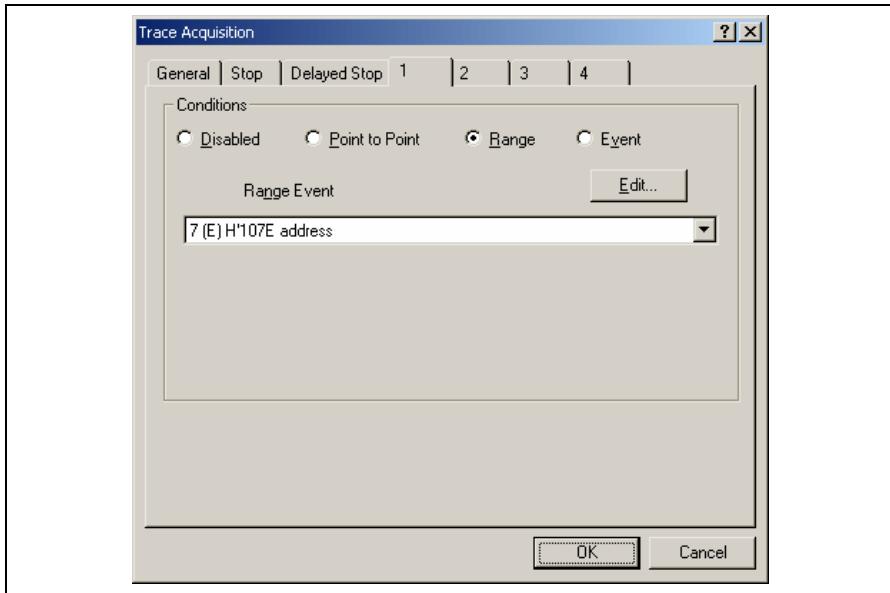 Trace Acquisition
General Stop Delayed Stop 1 2 3 4
Conditions
Disabled Point to Point Range Event
Range Event Edit...
7 (E) H'107E address
OK Cancel